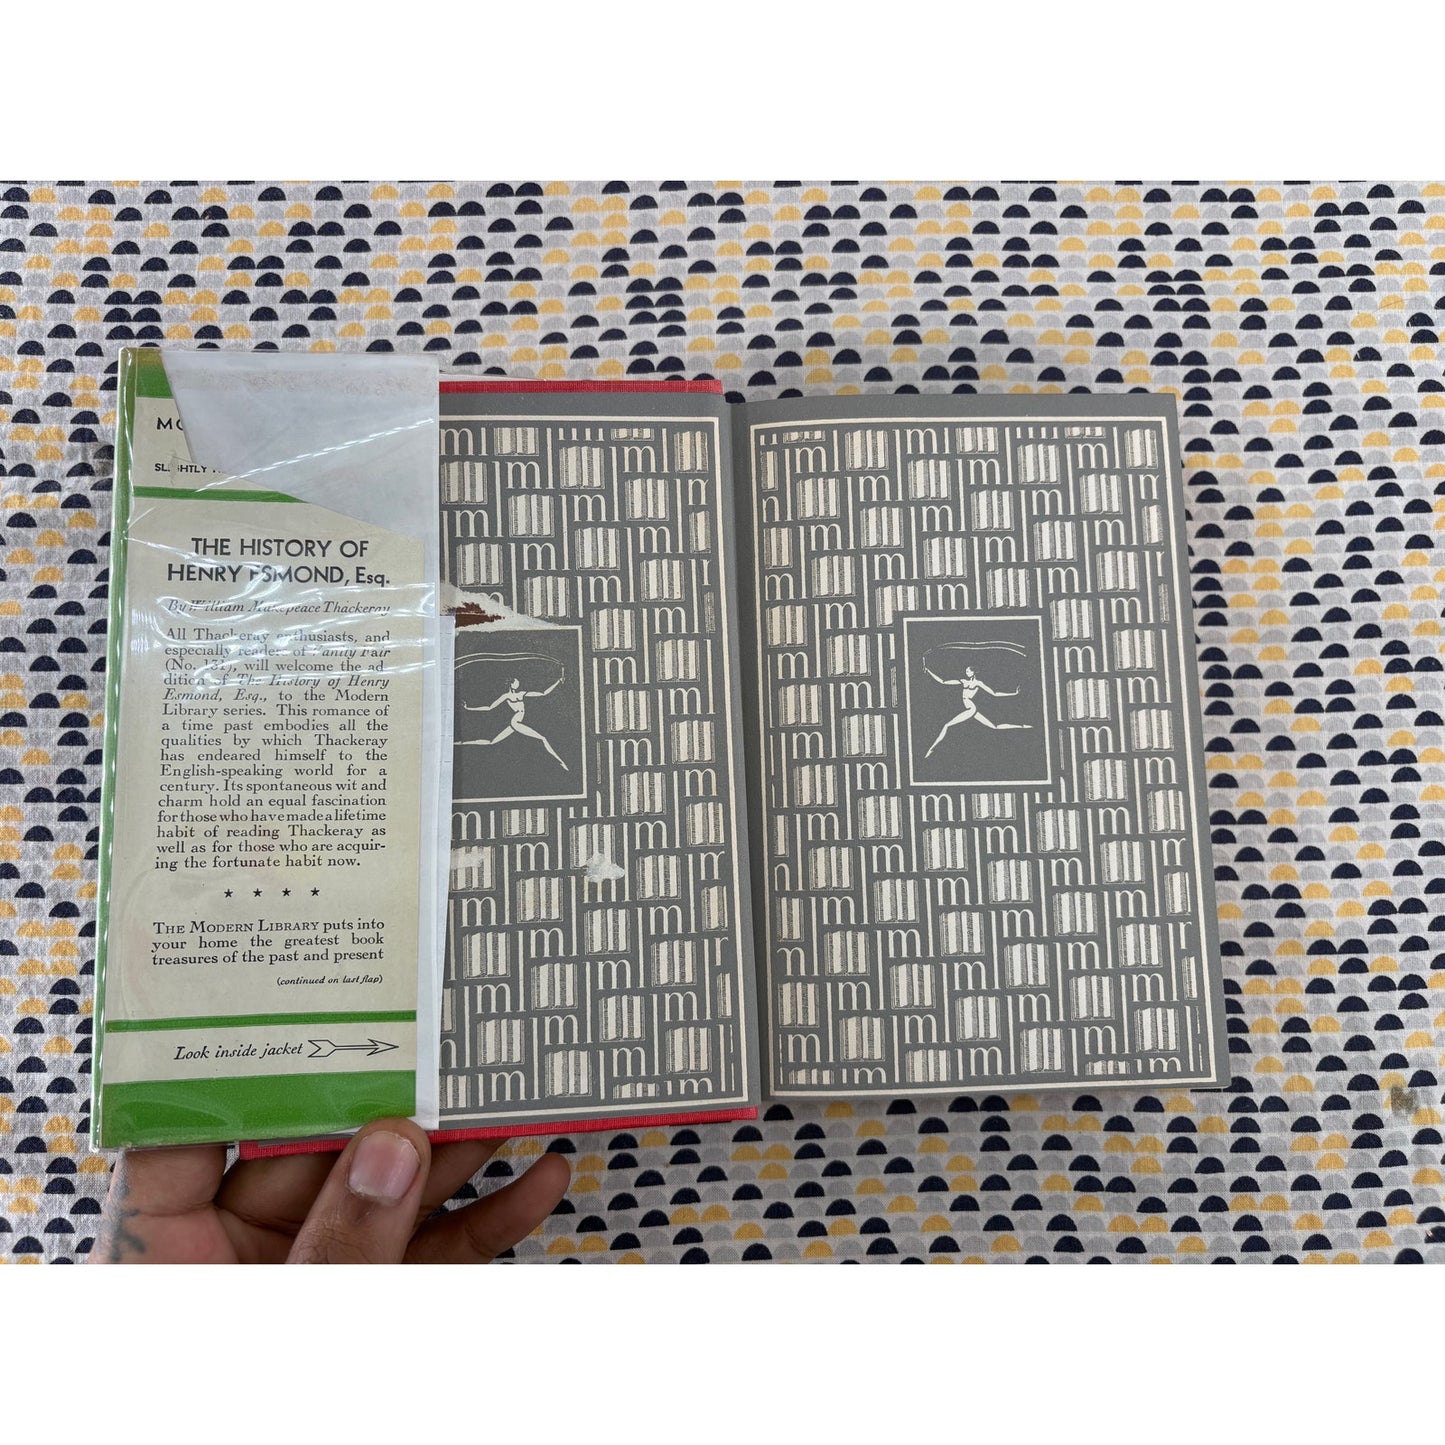 THE HISTORY OF
HENRY ESMOND, Esq.
By William Makepeace Thackeray
All Thackeray enthusiasts, and
especially readers of Vanity Fair
(No. 131), will welcome the ad-
dition of The History of Henry
Esmond, Esq., to the Modern
Library series. This romance of
a time past embodies all the
qualities by which Thackeray
has endeared himself to the
English-speaking world for a
century. Its spontaneous wit and
charm hold an equal fascination
for those who have made a lifetime
habit of reading Thackeray as
well as for those who are acquir-
ing the fortunate habit now.
★ ★ ★ ★
THE MODERN LIBRARY puts into
your home the greatest book
treasures of the past and present
(continued on last flap)
Look inside jacket